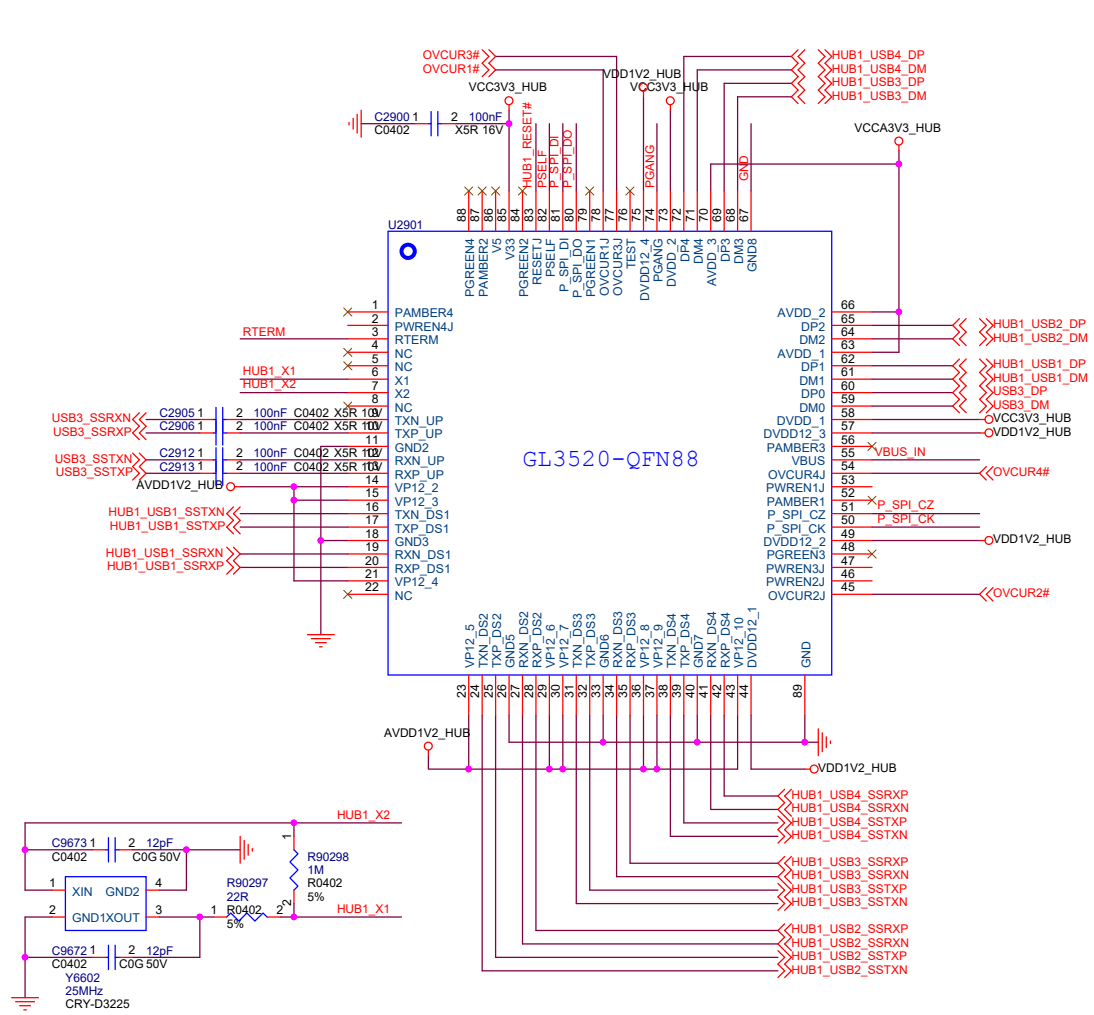 OVCUR3#
OVCUR1#
VDD1V2_HUB
VCC3V3_HUB
VCC3V3_HUB
HUB1_USB4_DP
HUB1_USB4_DM
HUB1_USB3_DP
HUB1_USB3_DM
C2900 1 2 100nF
C0402 X5R 16V
VCCA3V3_HUB
HUB1_RESET#
PSELF
P_SPI_DI
P_SPI_DO
PGANG
GND
88 87 86 85 84 83 82 81 80 79 78 77 76 75 74 73 72 71 70 69 68 67
U2901
PGREEN4
PAMBER2
V5
V33
PGREEN2
RESETJ
PSELF
P_SPI_DI
P_SPI_DO
PGREEN1
OVCUR1J
OVCUR3J
TEST
DVDD12_4
PGANG
DVDD_2
DP4
DM4
AVDD_3
DP3
DM3
GND8
1 PAMBER4
2 PWREN4J
RTERM 3 RTERM
4 NC
5 NC
HUB1_X1 6 X1
HUB1_X2 7 X2
8 NC
USB3_SSRXN C2905 1 2 100nF C0402 X5R 10V 9 TXN_UP
USB3_SSRXP C2906 1 2 100nF C0402 X5R 10V 10 TXP_UP
11 GND2
USB3_SSTXN C2912 1 2 100nF C0402 X5R 10V 12 RXN_UP
USB3_SSTXP C2913 1 2 100nF C0402 X5R 10V 13 RXP_UP
AVDD1V2_HUB 14 VP12_2
15 VP12_3
HUB1_USB1_SSTXN 16 TXN_DS1
HUB1_USB1_SSTXP 17 TXP_DS1
18 GND3
HUB1_USB1_SSRXN 19 RXN_DS1
HUB1_USB1_SSRXP 20 RXP_DS1
21 VP12_4
22 NC
GL3520-QFN88
AVDD_2 66
DP2 65 HUB1_USB2_DP
DM2 64 HUB1_USB2_DM
AVDD_1 63
DP1 62 HUB1_USB1_DP
DM1 61 HUB1_USB1_DM
DP0 60 USB3_DP
DM0 59 USB3_DM
DVDD_1 58 VCC3V3_HUB
DVDD12_3 57 VDD1V2_HUB
PAMBER3 56
VBUS 55 VBUS_IN
OVCUR4J 54 OVCUR4#
PWREN1J 53
PAMBER1 52
P_SPI_CZ 51 P_SPI_CZ
P_SPI_CK 50 P_SPI_CK
DVDD12_2 49 VDD1V2_HUB
PGREEN3 48
PWREN3J 47
PWREN2J 46
OVCUR2J 45 OVCUR2#
VP12_5
TXN_DS2
TXP_DS2
GND5
RXN_DS2
RXP_DS2
VP12_6
VP12_7
TXN_DS3
TXP_DS3
GND6
RXN_DS3
RXP_DS3
VP12_8
VP12_9
TXN_DS4
TXP_DS4
GND7
RXN_DS4
RXP_DS4
VP12_10
DVDD12_1
GND
23 24 25 26 27 28 29 30 31 32 33 34 35 36 37 38 39 40 41 42 43 44 89
AVDD1V2_HUB
VDD1V2_HUB
HUB1_USB4_SSRXP
HUB1_USB4_SSRXN
HUB1_USB4_SSTXP
HUB1_USB4_SSTXN
HUB1_USB3_SSRXP
HUB1_USB3_SSRXN
HUB1_USB3_SSTXP
HUB1_USB3_SSTXN
HUB1_USB2_SSRXP
HUB1_USB2_SSRXN
HUB1_USB2_SSTXP
HUB1_USB2_SSTXN
HUB1_X2
C9673 1 2 12pF
C0402 C0G 50V
1
R90298
1M
R0402
5%
2
1 XIN GND2 4
2 GND1 XOUT 3
R90297
22R
1 R0402 2
5%
HUB1_X1
C9672 1 2 12pF
C0402 C0G 50V
Y6602
25MHz
CRY-D3225